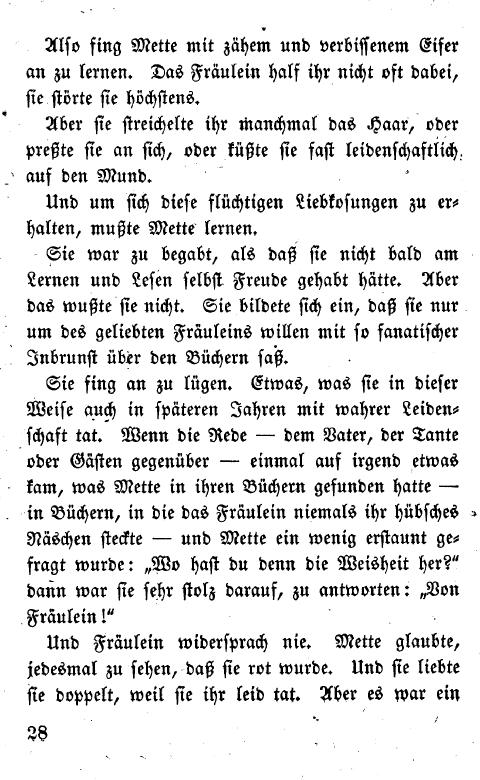 Also fing Mette mit zähem und verbissenem Eifer
an zu lernen. Das Fräulein half ihr nicht oft dabei,
sie störte sie höchstens.
Aber sie streichelte ihr manchmal das Haar, oder
preßte sie an sich, oder küßte sie fast leidenschaftlich
auf den Mund.
Und um sich diese flüchtigen Liebkosungen zu er-
halten, mußte Mette lernen.
Sie war zu begabt, als daß sie nicht bald am
Lernen und Lesen selbst Freude gehabt hätte. Aber
das wußte sie nicht. Sie bildete sich ein, daß sie nur
um des geliebten Fräuleins willen mit so fanatischer
Inbrunst über den Büchern saß.
Sie fing an zu lügen. Etwas, was sie in dieser
Weise auch in späteren Jahren mit wahrer Leiden-
schaft tat. Wenn die Rede — dem Vater, der Tante
oder Gästen gegenüber — einmal auf irgend etwas
kam, was Mette in ihren Büchern gefunden hatte —
in Büchern, in die das Fräulein niemals ihr hübsches
Näschen steckte — und Mette ein wenig erstaunt ge-
fragt wurde: „Wo hast du denn die Weisheit her?“
dann war sie sehr stolz darauf, zu antworten: „Von
Fräulein!“
Und Fräulein widersprach nie. Mette glaubte,
jedesmal zu sehen, daß sie rot wurde. Und sie liebte
sie doppelt, weil sie ihr leid tat. Aber es war ein
28